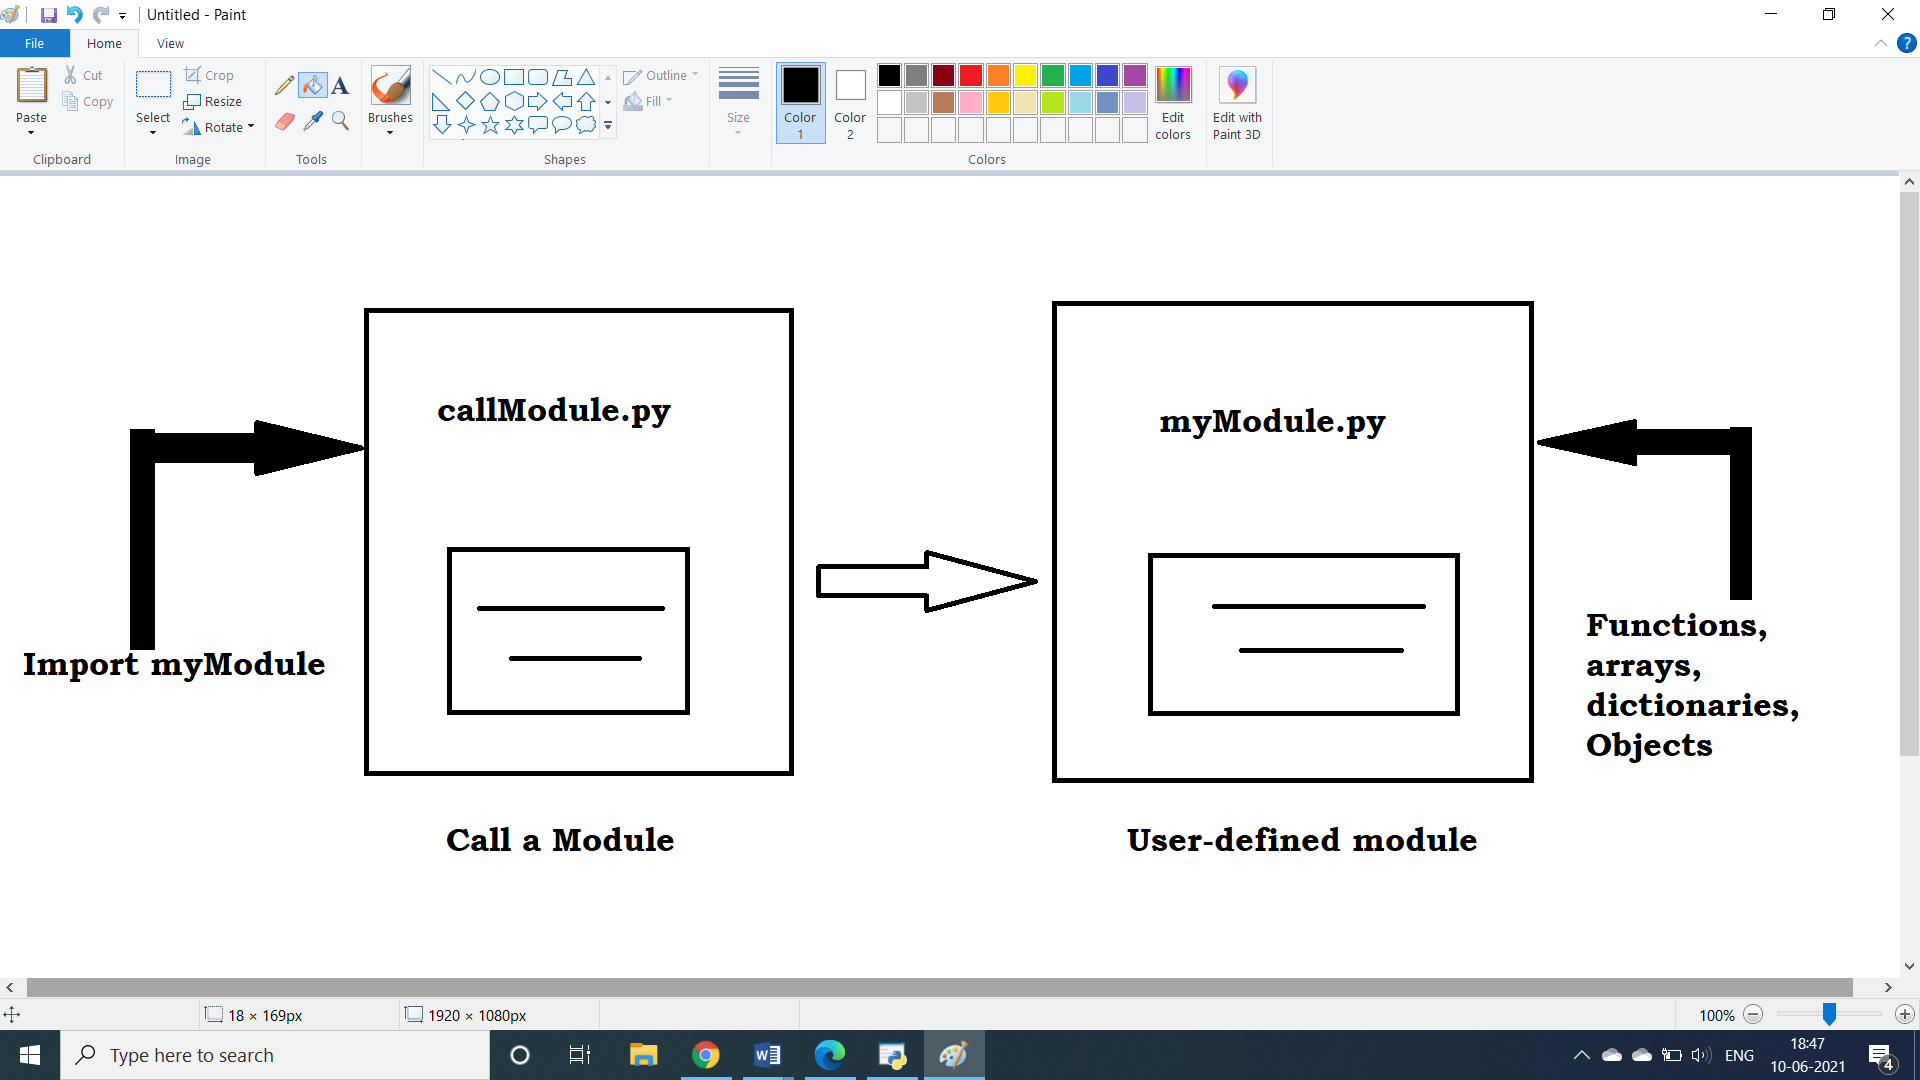 Untitled - Paint
File Home View
Paste
Cut
Copy
Clipboard
Select
Crop
Resize
Rotate
Image
A
Tools
Brushes
Outline
Fill
Shapes
Size
Color 1
Color 2
Edit colors
Colors
Edit with Paint 3D
?
callModule.py
myModule.py
Import myModule
Functions,
arrays,
dictionaries,
Objects
Call a Module
User-defined module
18 × 169px
1920 × 1080px
100%
Type here to search
W
ENG
18:47
10-06-2021
4